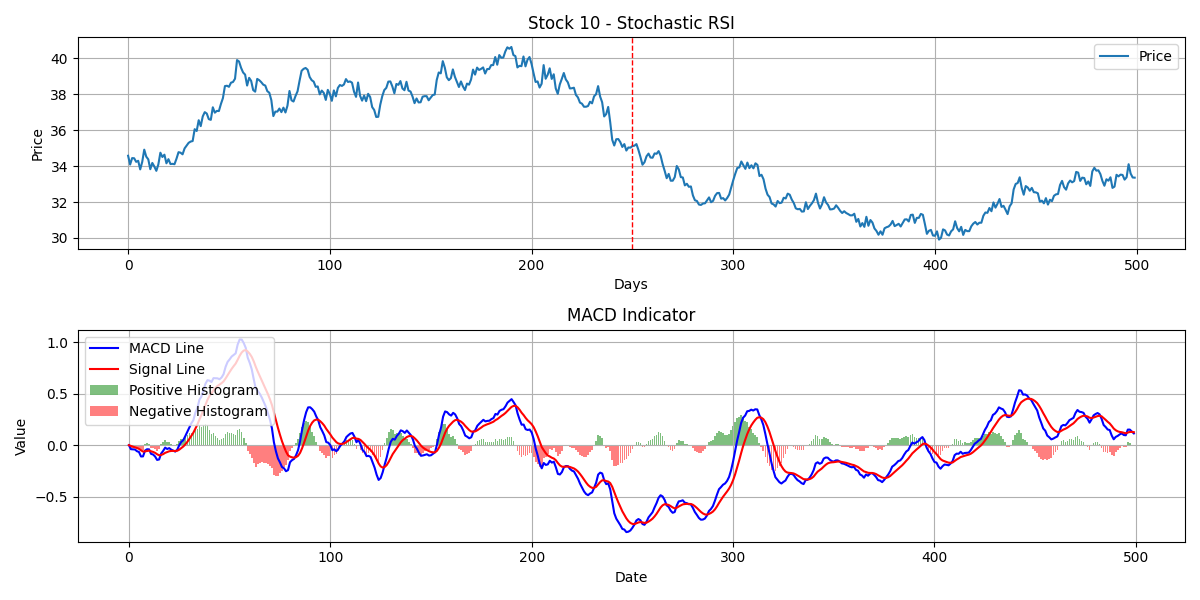 Stock 10 - Stochastic RSI
Price
40
38
36
34
32
30
Price
0 100 200 300 400 500
Days
MACD Indicator
MACD Line
Signal Line
Positive Histogram
Negative Histogram
1.0
0.5
0.0
−0.5
Value
0 100 200 300 400 500
Date